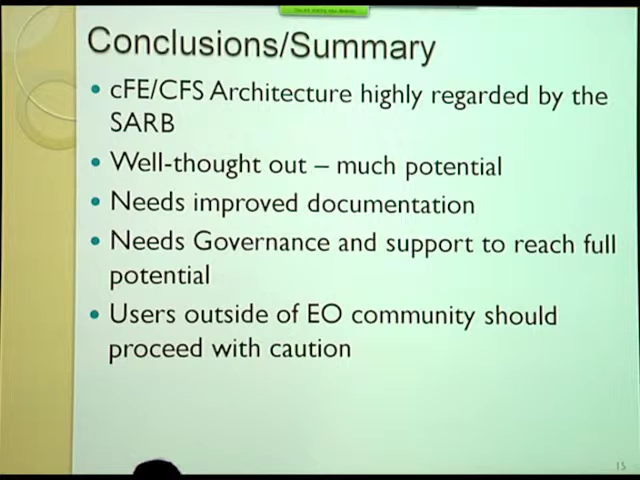 Conclusions/Summary
• cFE/CFS Architecture highly regarded by the
SARB
• Well-thought out – much potential
• Needs improved documentation
• Needs Governance and support to reach full
potential
• Users outside of EO community should
proceed with caution
15